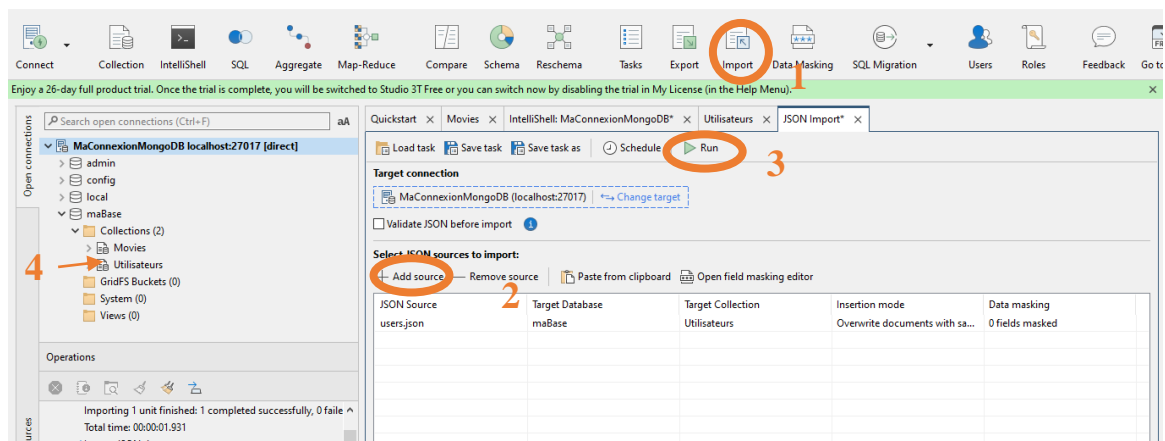 Connect Collection IntelliShell SQL Aggregate Map-Reduce Compare Schema Reschema Tasks Export Import Data Masking SQL Migration Users Roles Feedback Go to
1
Enjoy a 26-day full product trial. Once the trial is complete, you will be switched to Studio 3T Free or you can switch now by disabling the trial in My License (in the Help Menu).
Open connections
Search open connections (Ctrl+F) aA
MaConnexionMongoDB localhost:27017 [direct]
admin
config
local
maBase
Collections (2)
Movies
4 Utilisateurs
GridFS Buckets (0)
System (0)
Views (0)
Operations
Importing 1 unit finished: 1 completed successfully, 0 faile
Total time: 00:00:01.931
Quickstart Movies IntelliShell: MaConnexionMongoDB* Utilisateurs JSON Import*
Load task Save task Save task as Schedule Run
3
Target connection
MaConnexionMongoDB (localhost:27017) Change target
Validate JSON before import
Select JSON sources to import:
Add source Remove source Paste from clipboard Open field masking editor
2
JSON Source Target Database Target Collection Insertion mode Data masking
users.json maBase Utilisateurs Overwrite documents with sa... 0 fields masked